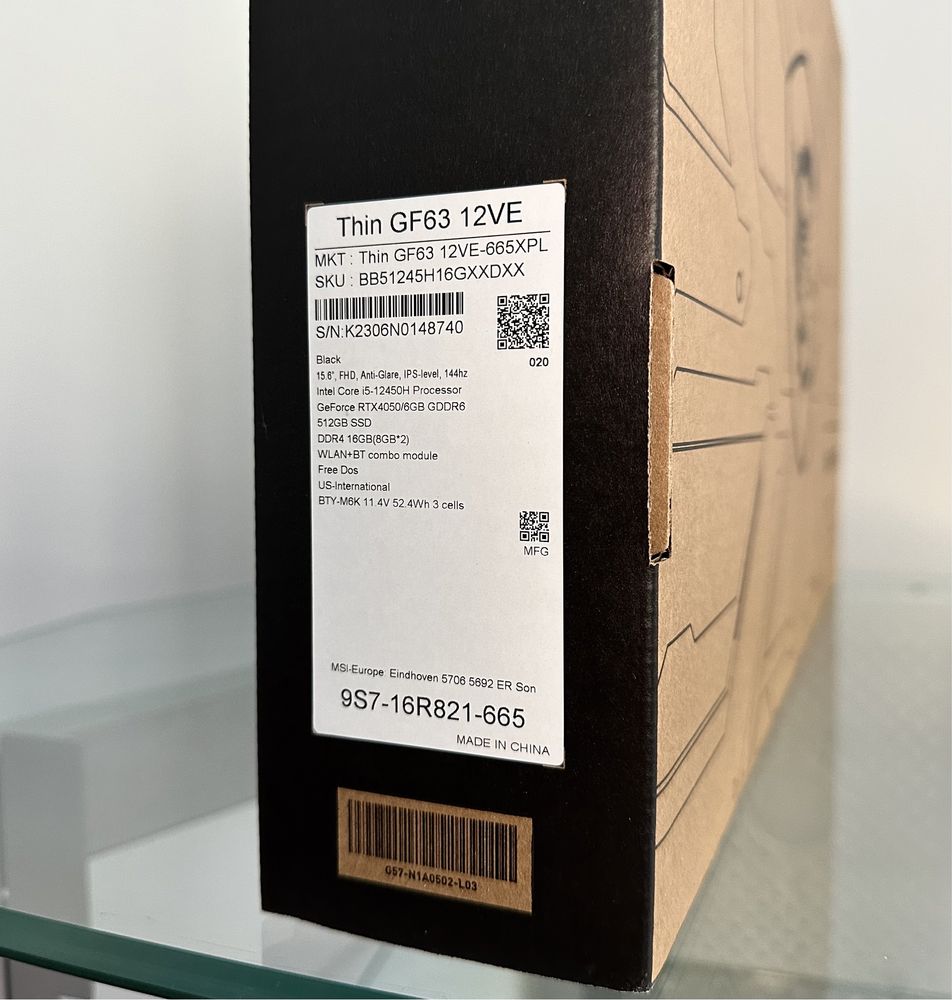 Thin GF63 12VE
MKT : Thin GF63 12VE-665XPL
SKU : BB51245H16GXXDXX
S/N:K2306N0148740
020
Black
15.6", FHD, Anti-Glare, IPS-level, 144hz
Intel Core i5-12450H Processor
GeForce RTX4050/6GB GDDR6
512GB SSD
DDR4 16GB(8GB*2)
WLAN+BT combo module
Free Dos
US-International
BTY-M6K 11.4V 52.4Wh 3 cells
MFG
MSI-Europe: Eindhoven 5706 5692 ER Son
9S7-16R821-665
MADE IN CHINA
G57-N1A0502-L03